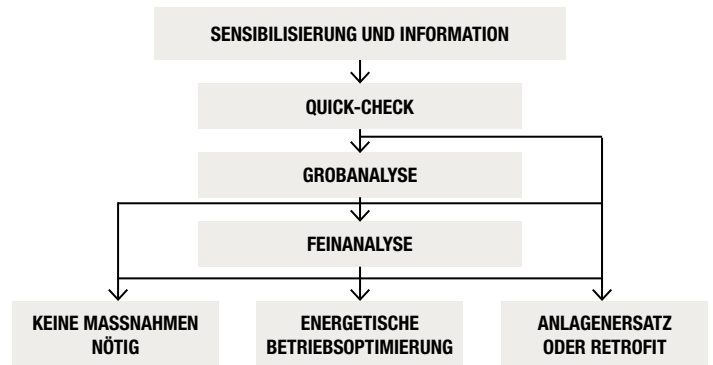 SENSIBILISIERUNG UND INFORMATION
QUICK-CHECK
GROBANALYSE
FEINANALYSE
KEINE MASSNAHMEN
NÖTIG
ENERGETISCHE
BETRIEBSOPTIMIERUNG
ANLAGENERSATZ
ODER RETROFIT